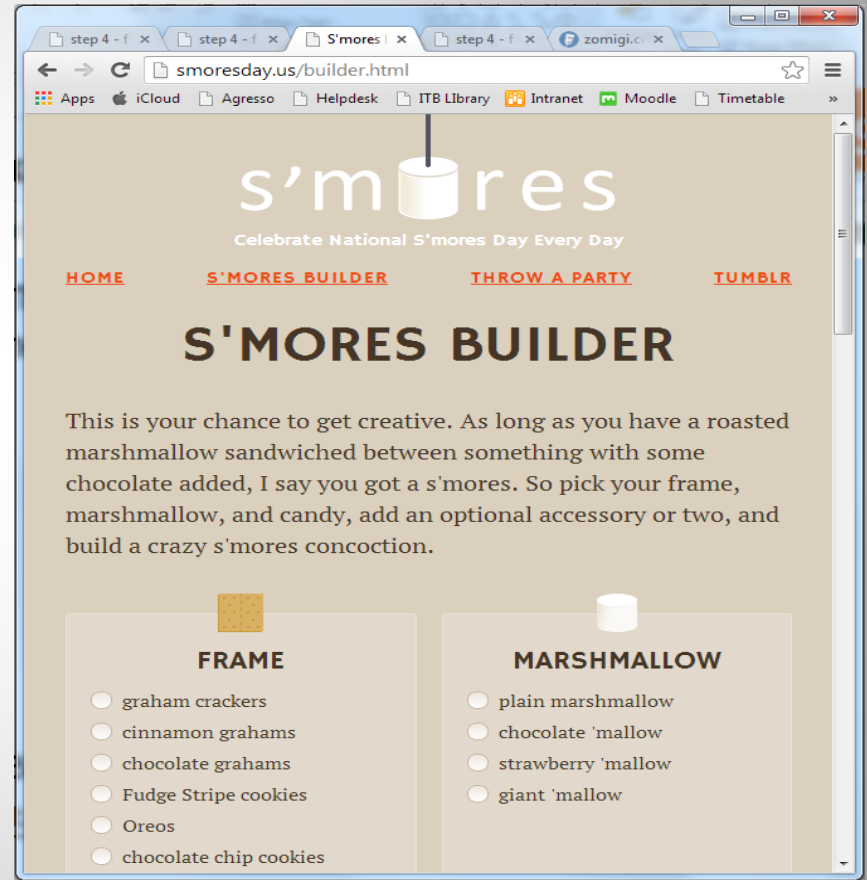 step 4 - f
step 4 - f
S'mores
step 4 - f
zomigi.c
smoresday.us/builder.html
Apps iCloud Agresso Helpdesk ITB LIbrary Intranet Moodle Timetable »
s'mores
Celebrate National S'mores Day Every Day
HOME S'MORES BUILDER THROW A PARTY TUMBLR
S'MORES BUILDER
This is your chance to get creative. As long as you have a roasted
marshmallow sandwiched between something with some
chocolate added, I say you got a s'mores. So pick your frame,
marshmallow, and candy, add an optional accessory or two, and
build a crazy s'mores concoction.
FRAME
graham crackers
cinnamon grahams
chocolate grahams
Fudge Stripe cookies
Oreos
chocolate chip cookies
MARSHMALLOW
plain marshmallow
chocolate 'mallow
strawberry 'mallow
giant 'mallow